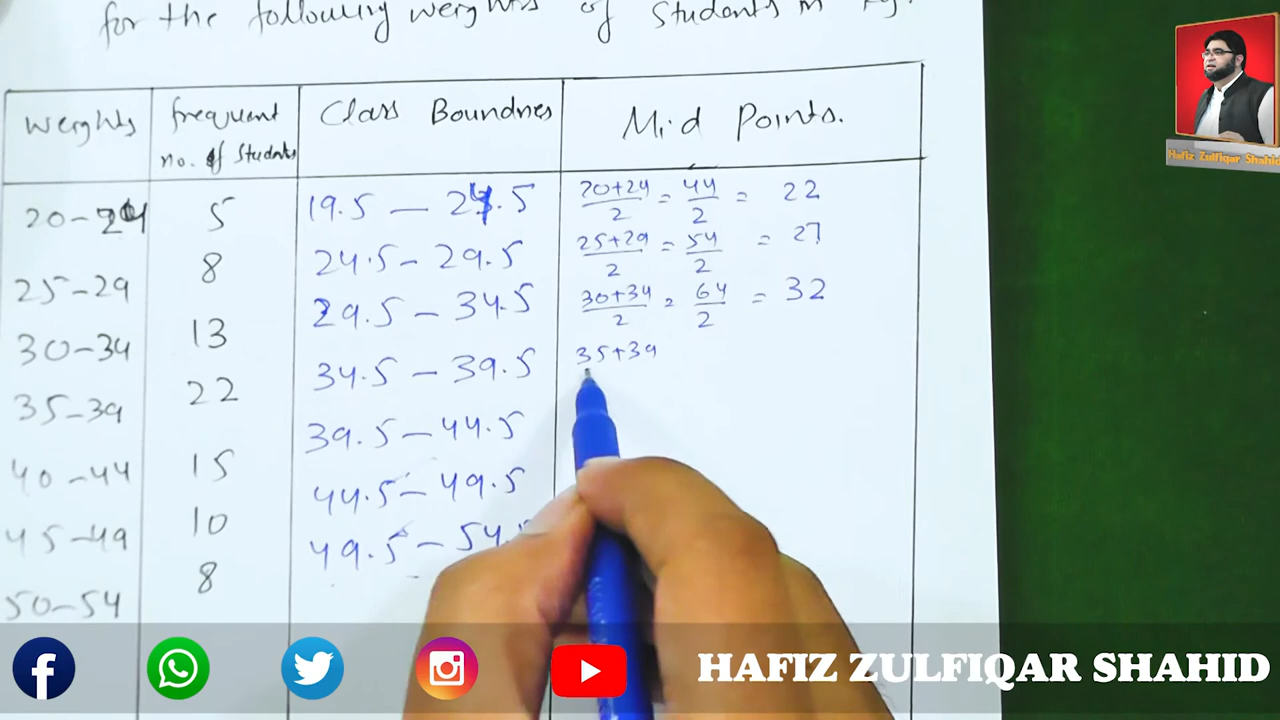 for the following weights of Students in Kg.
Weights frequent no. of Students Class Boundries Mid Points.
20-24 5 19.5 — 24.5 20+24/2 = 44/2 = 22
25-29 8 24.5 - 29.5 25+29/2 = 54/2 = 27
30-34 13 29.5 - 34.5 30+34/2 = 64/2 = 32
35-39 22 34.5 - 39.5 35+39
40-44 15 39.5 - 44.5
45-49 10 44.5 - 49.5
50-54 8 49.5 - 54.5
Hafiz Zulfiqar Shahid
HAFIZ ZULFIQAR SHAHID